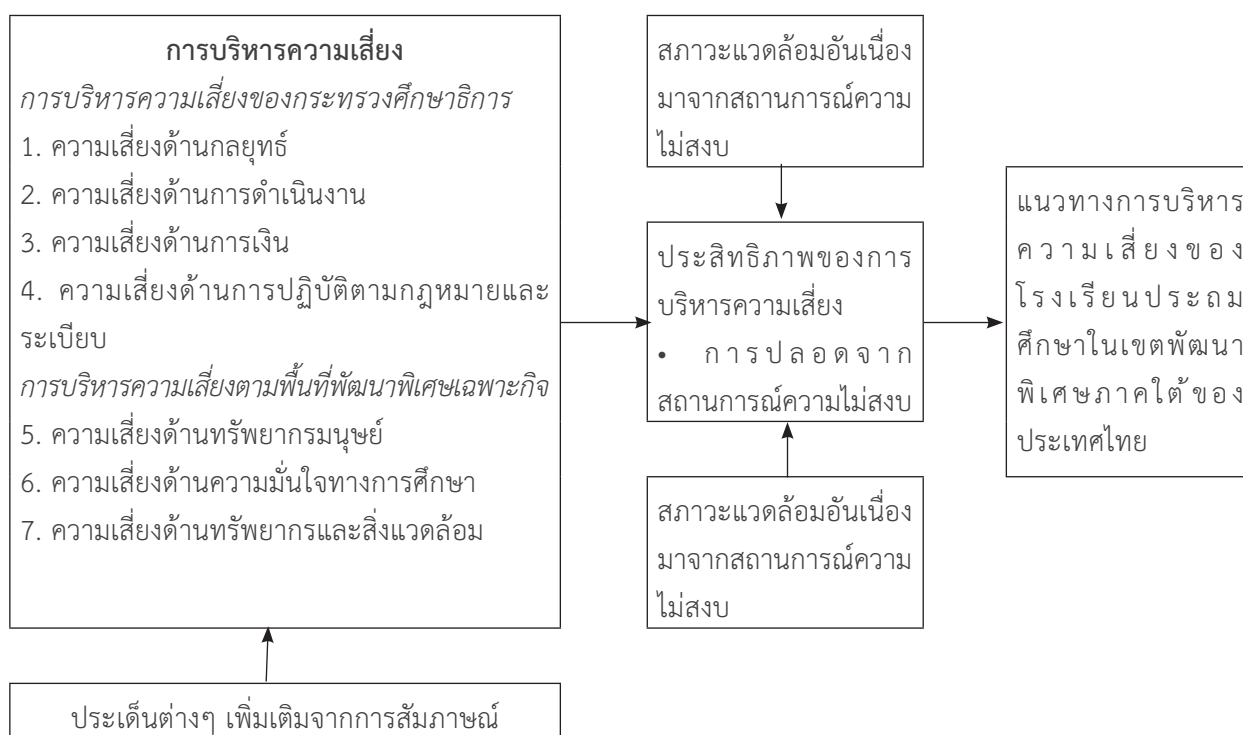 การบริหารความเสี่ยง
การบริหารความเสี่ยงของกระทรวงศึกษาธิการ
1. ความเสี่ยงด้านกลยุทธ์
2. ความเสี่ยงด้านการดำเนินงาน
3. ความเสี่ยงด้านการเงิน
4. ความเสี่ยงด้านการปฏิบัติตามกฎหมายและ
ระเบียบ
การบริหารความเสี่ยงตามพื้นที่พัฒนาพิเศษเฉพาะกิจ
5. ความเสี่ยงด้านทรัพยากรมนุษย์
6. ความเสี่ยงด้านความมั่นใจทางการศึกษา
7. ความเสี่ยงด้านทรัพยากรและสิ่งแวดล้อม
ประเด็นต่างๆ เพิ่มเติมจากการสัมภาษณ์
สภาวะแวดล้อมอันเนื่อง
มาจากสถานการณ์ความ
ไม่สงบ
ประสิทธิภาพของการ
บริหารความเสี่ยง
• การปลอดจาก
สถานการณ์ความไม่สงบ
สภาวะแวดล้อมอันเนื่อง
มาจากสถานการณ์ความ
ไม่สงบ
แนวทางการบริหาร
ความเสี่ยงของ
โรงเรียนประถม
ศึกษาในเขตพัฒนา
พิเศษภาคใต้ของ
ประเทศไทย